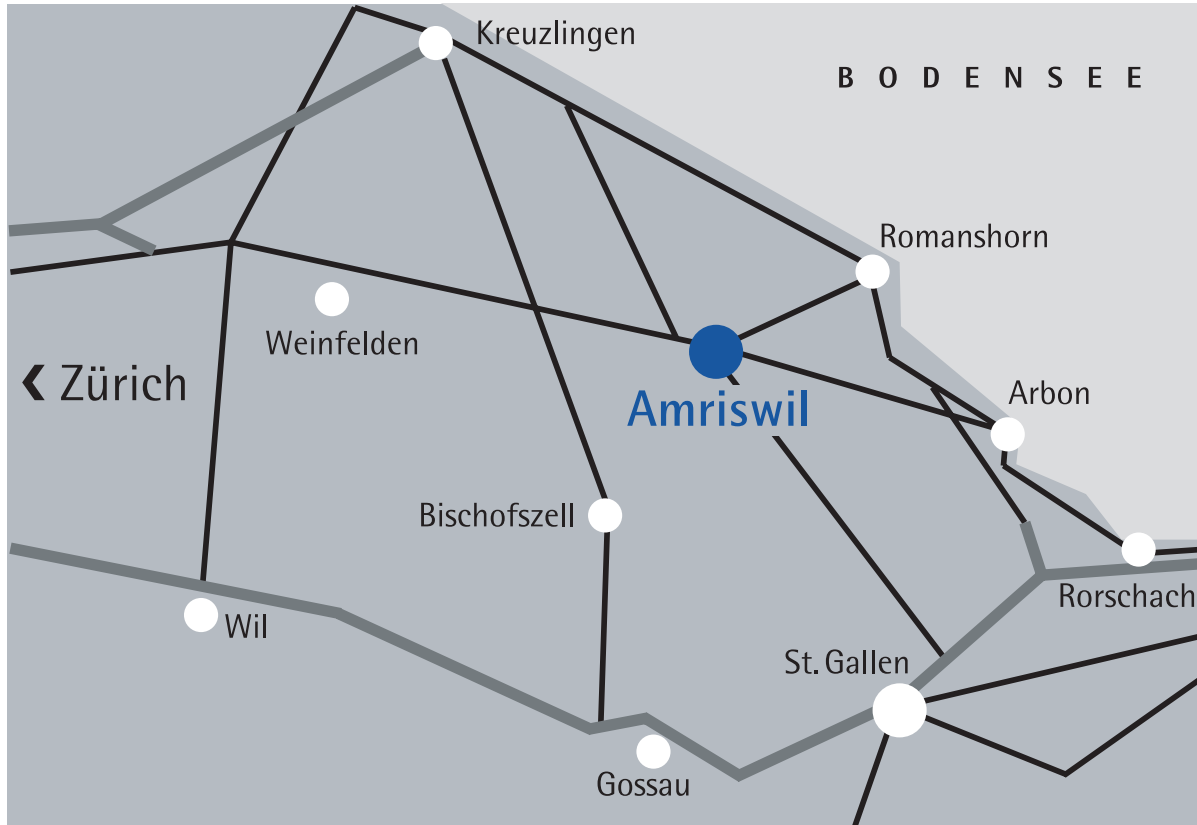 Kreuzlingen
BODENSEE
Romanshorn
Weinfelden
Zürich
Arbon
Amriswil
Bischofszell
Rorschach
Wil
St. Gallen
Gossau